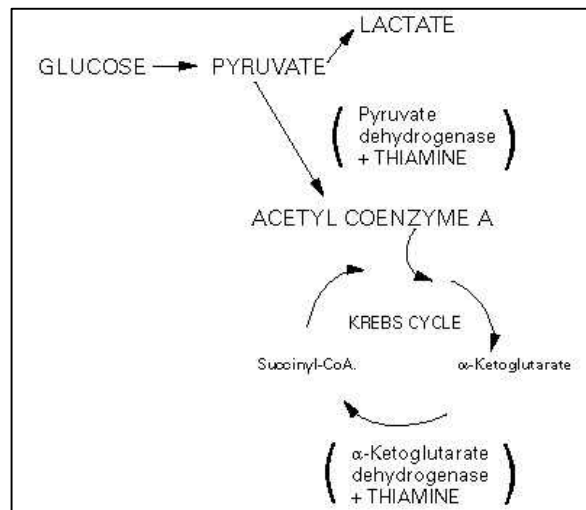 LACTATE
GLUCOSE PYRUVATE
Pyruvate
dehydrogenase
+ THIAMINE
ACETYL COENZYME A
KREBS CYCLE
Succinyl-CoA. α-Ketoglutarate
α-Ketoglutarate
dehydrogenase
+ THIAMINE